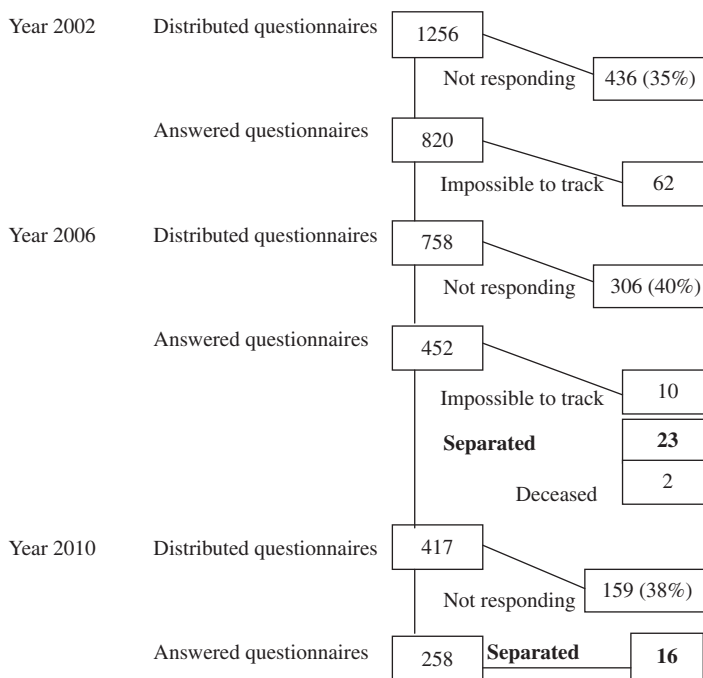 Year 2002 Distributed questionnaires 1256
Not responding 436 (35%)
Answered questionnaires 820
Impossible to track 62
Year 2006 Distributed questionnaires 758
Not responding 306 (40%)
Answered questionnaires 452
Impossible to track 10
Separated 23
Deceased 2
Year 2010 Distributed questionnaires 417
Not responding 159 (38%)
Answered questionnaires 258 Separated 16